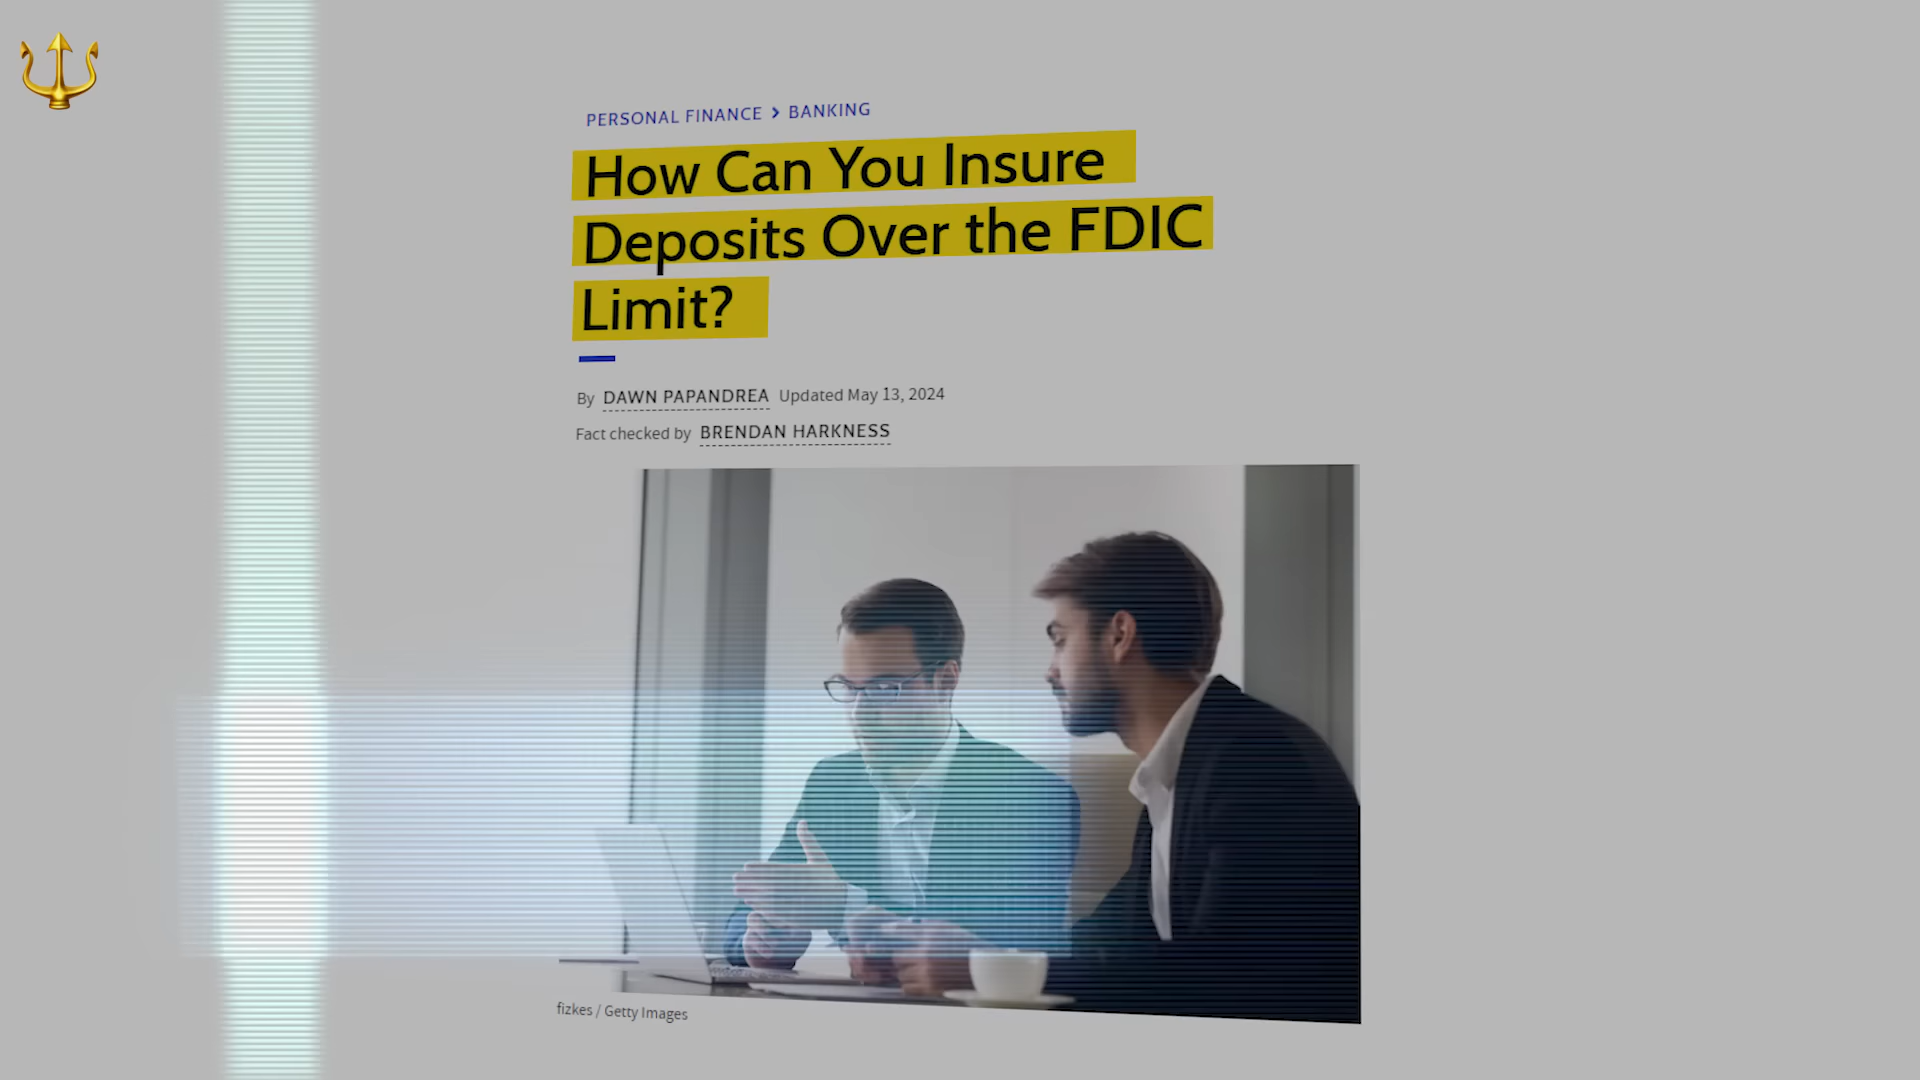 PERSONAL FINANCE > BANKING
How Can You Insure
Deposits Over the FDIC
Limit?
By DAWN PAPANDREA Updated May 13, 2024
Fact checked by BRENDAN HARKNESS
fizkes / Getty Images